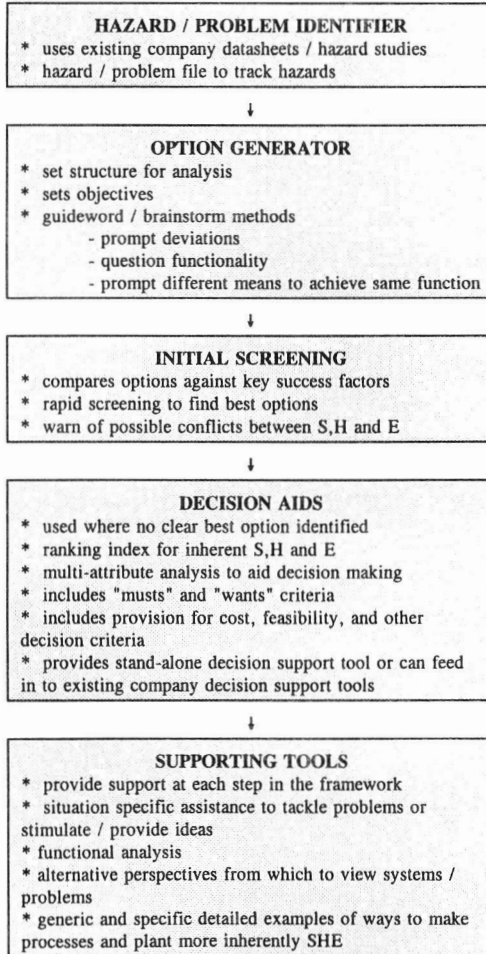 HAZARD / PROBLEM IDENTIFIER
* uses existing company datasheets / hazard studies
* hazard / problem file to track hazards
↓
OPTION GENERATOR
* set structure for analysis
* sets objectives
* guideword / brainstorm methods
- prompt deviations
- question functionality
- prompt different means to achieve same function
↓
INITIAL SCREENING
* compares options against key success factors
* rapid screening to find best options
* warn of possible conflicts between S,H and E
↓
DECISION AIDS
* used where no clear best option identified
* ranking index for inherent S,H and E
* multi-attribute analysis to aid decision making
* includes "musts" and "wants" criteria
* includes provision for cost, feasibility, and other
decision criteria
* provides stand-alone decision support tool or can feed
in to existing company decision support tools
↓
SUPPORTING TOOLS
* provide support at each step in the framework
* situation specific assistance to tackle problems or
stimulate / provide ideas
* functional analysis
* alternative perspectives from which to view systems /
problems
* generic and specific detailed examples of ways to make
processes and plant more inherently SHE